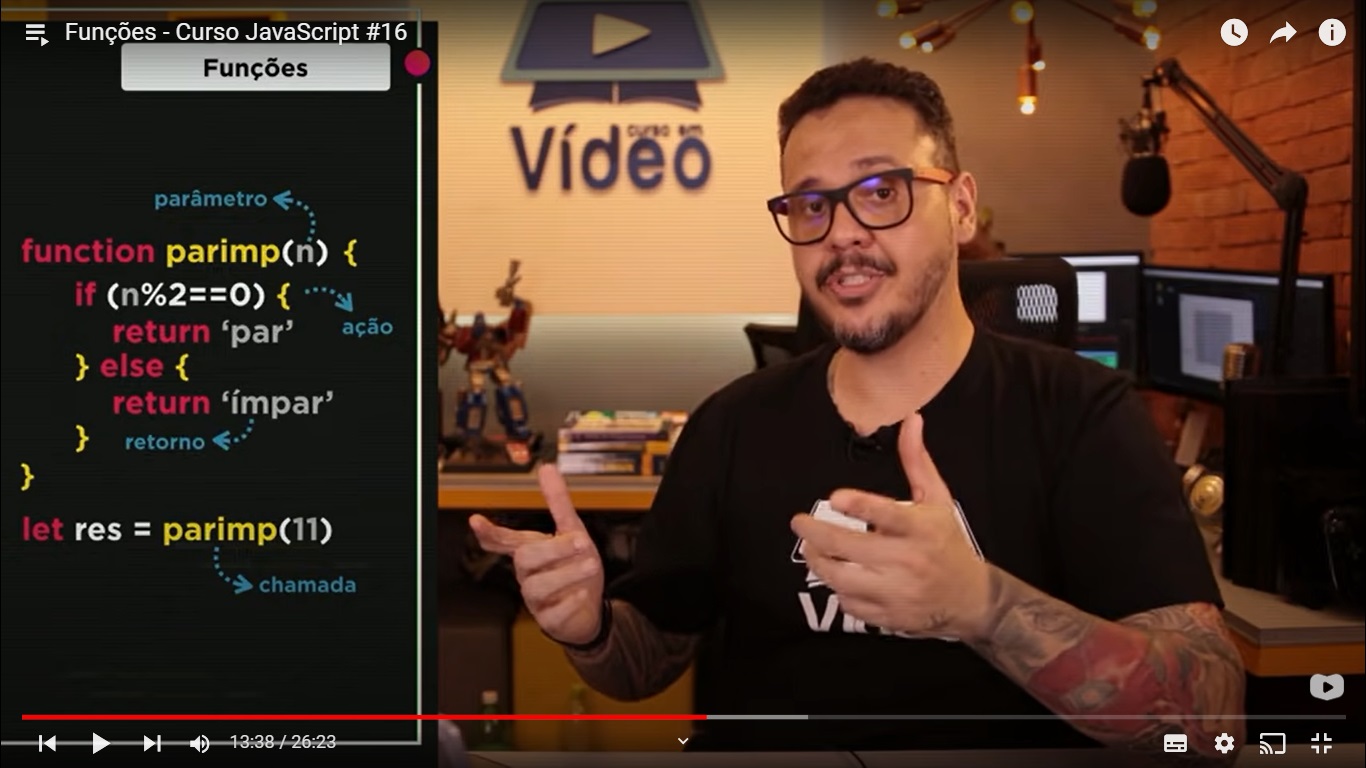 Funções - Curso JavaScript #16
Funções
parâmetro
function parimp(n) {
if (n%2==0) {
ação
return ‘par’
} else {
return ‘ímpar’
} retorno
}
let res = parimp(11)
chamada
curso em
Vídeo
13:38 / 26:23